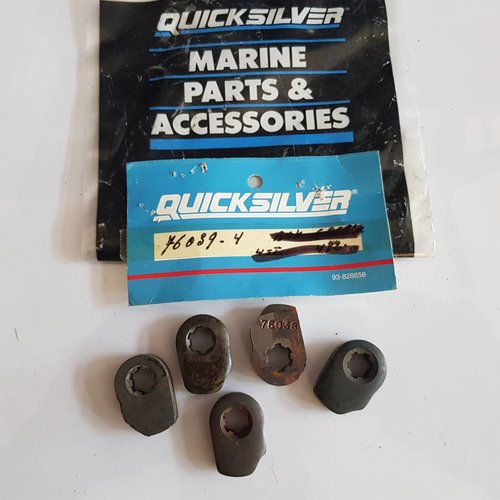 QUICKSILVER
MARINE
PARTS &
ACCESSORIES
QUICKSILVER®
76039-4
93-828858
76038